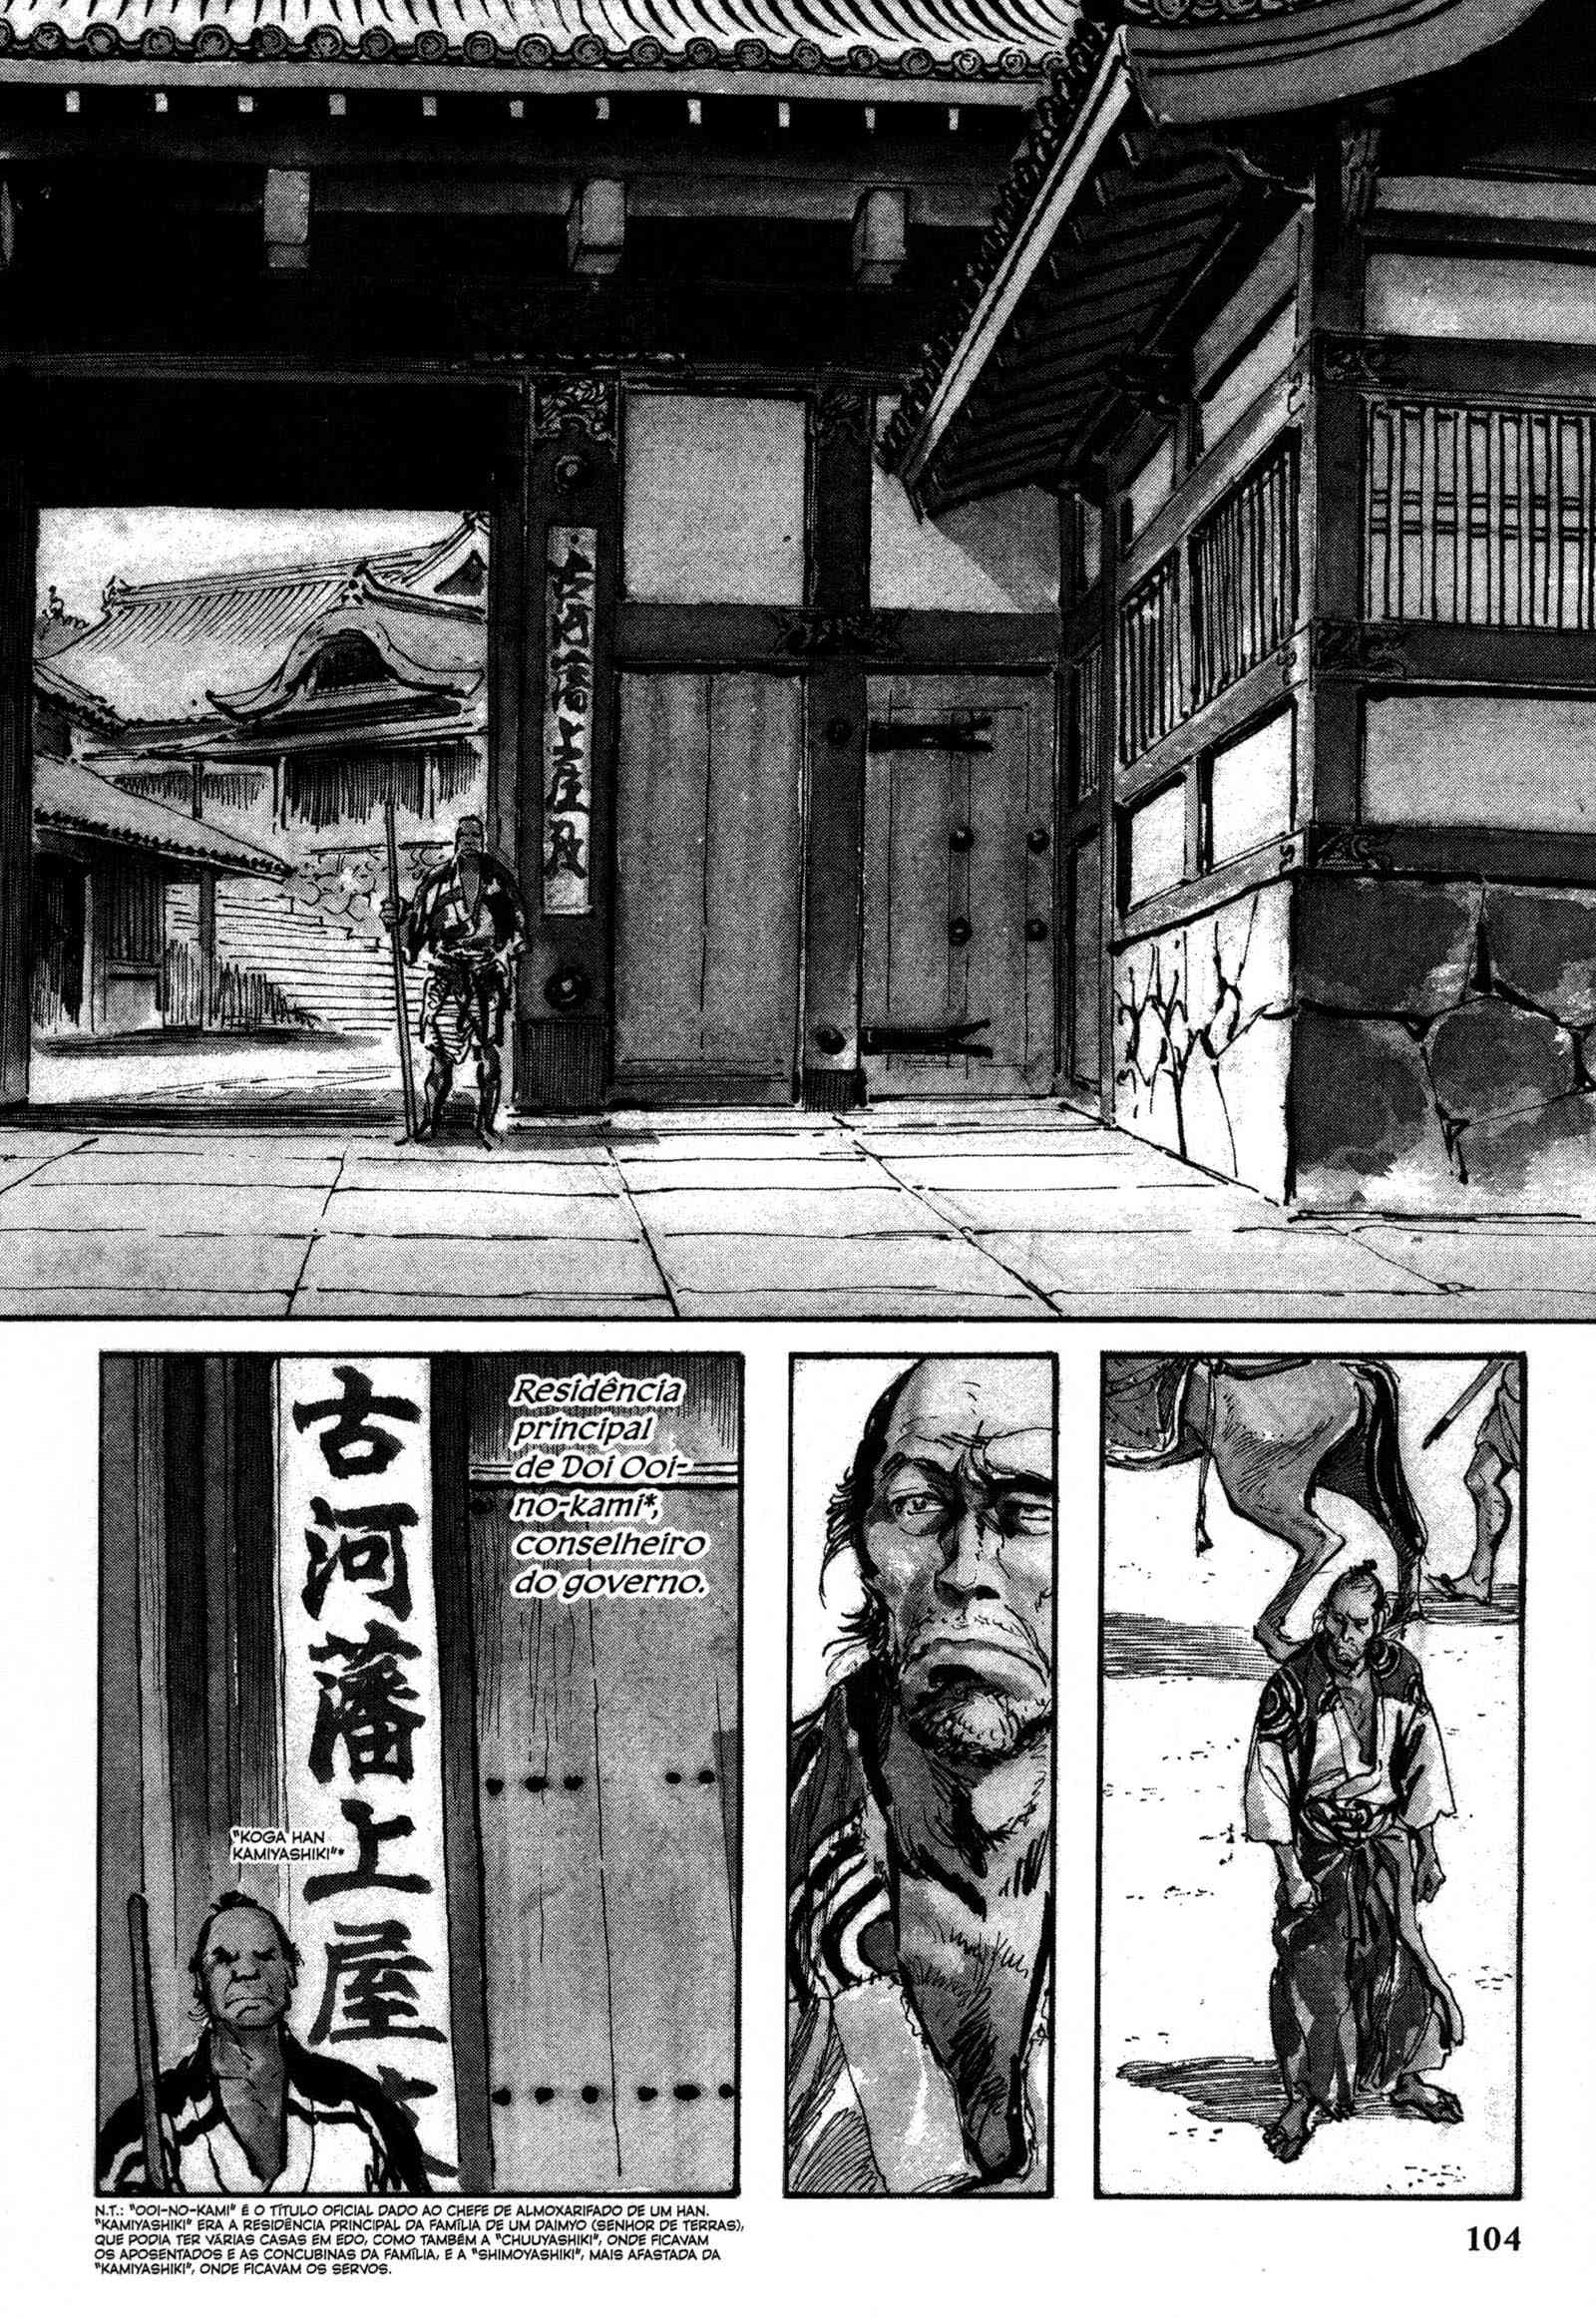 古河藩上屋敷
Residência
principal
de Doi Ooi-
no-kami*,
conselheiro
do governo.
古河藩上屋
"KOGA HAN
KAMIYASHIKI"*
N.T.: "OOI-NO-KAMI" É O TÍTULO OFICIAL DADO AO CHEFE DE ALMOXARIFADO DE UM HAN.
"KAMIYASHIKI" ERA A RESIDÊNCIA PRINCIPAL DA FAMÍLIA DE UM DAIMYO (SENHOR DE TERRAS),
QUE PODIA TER VÁRIAS CASAS EM EDO, COMO TAMBÉM A "CHUUYASHIKI", ONDE FICAVAM
OS APOSENTADOS E AS CONCUBINAS DA FAMÍLIA, E A "SHIMOYASHIKI", MAIS AFASTADA DA
"KAMIYASHIKI", ONDE FICAVAM OS SERVOS.
104